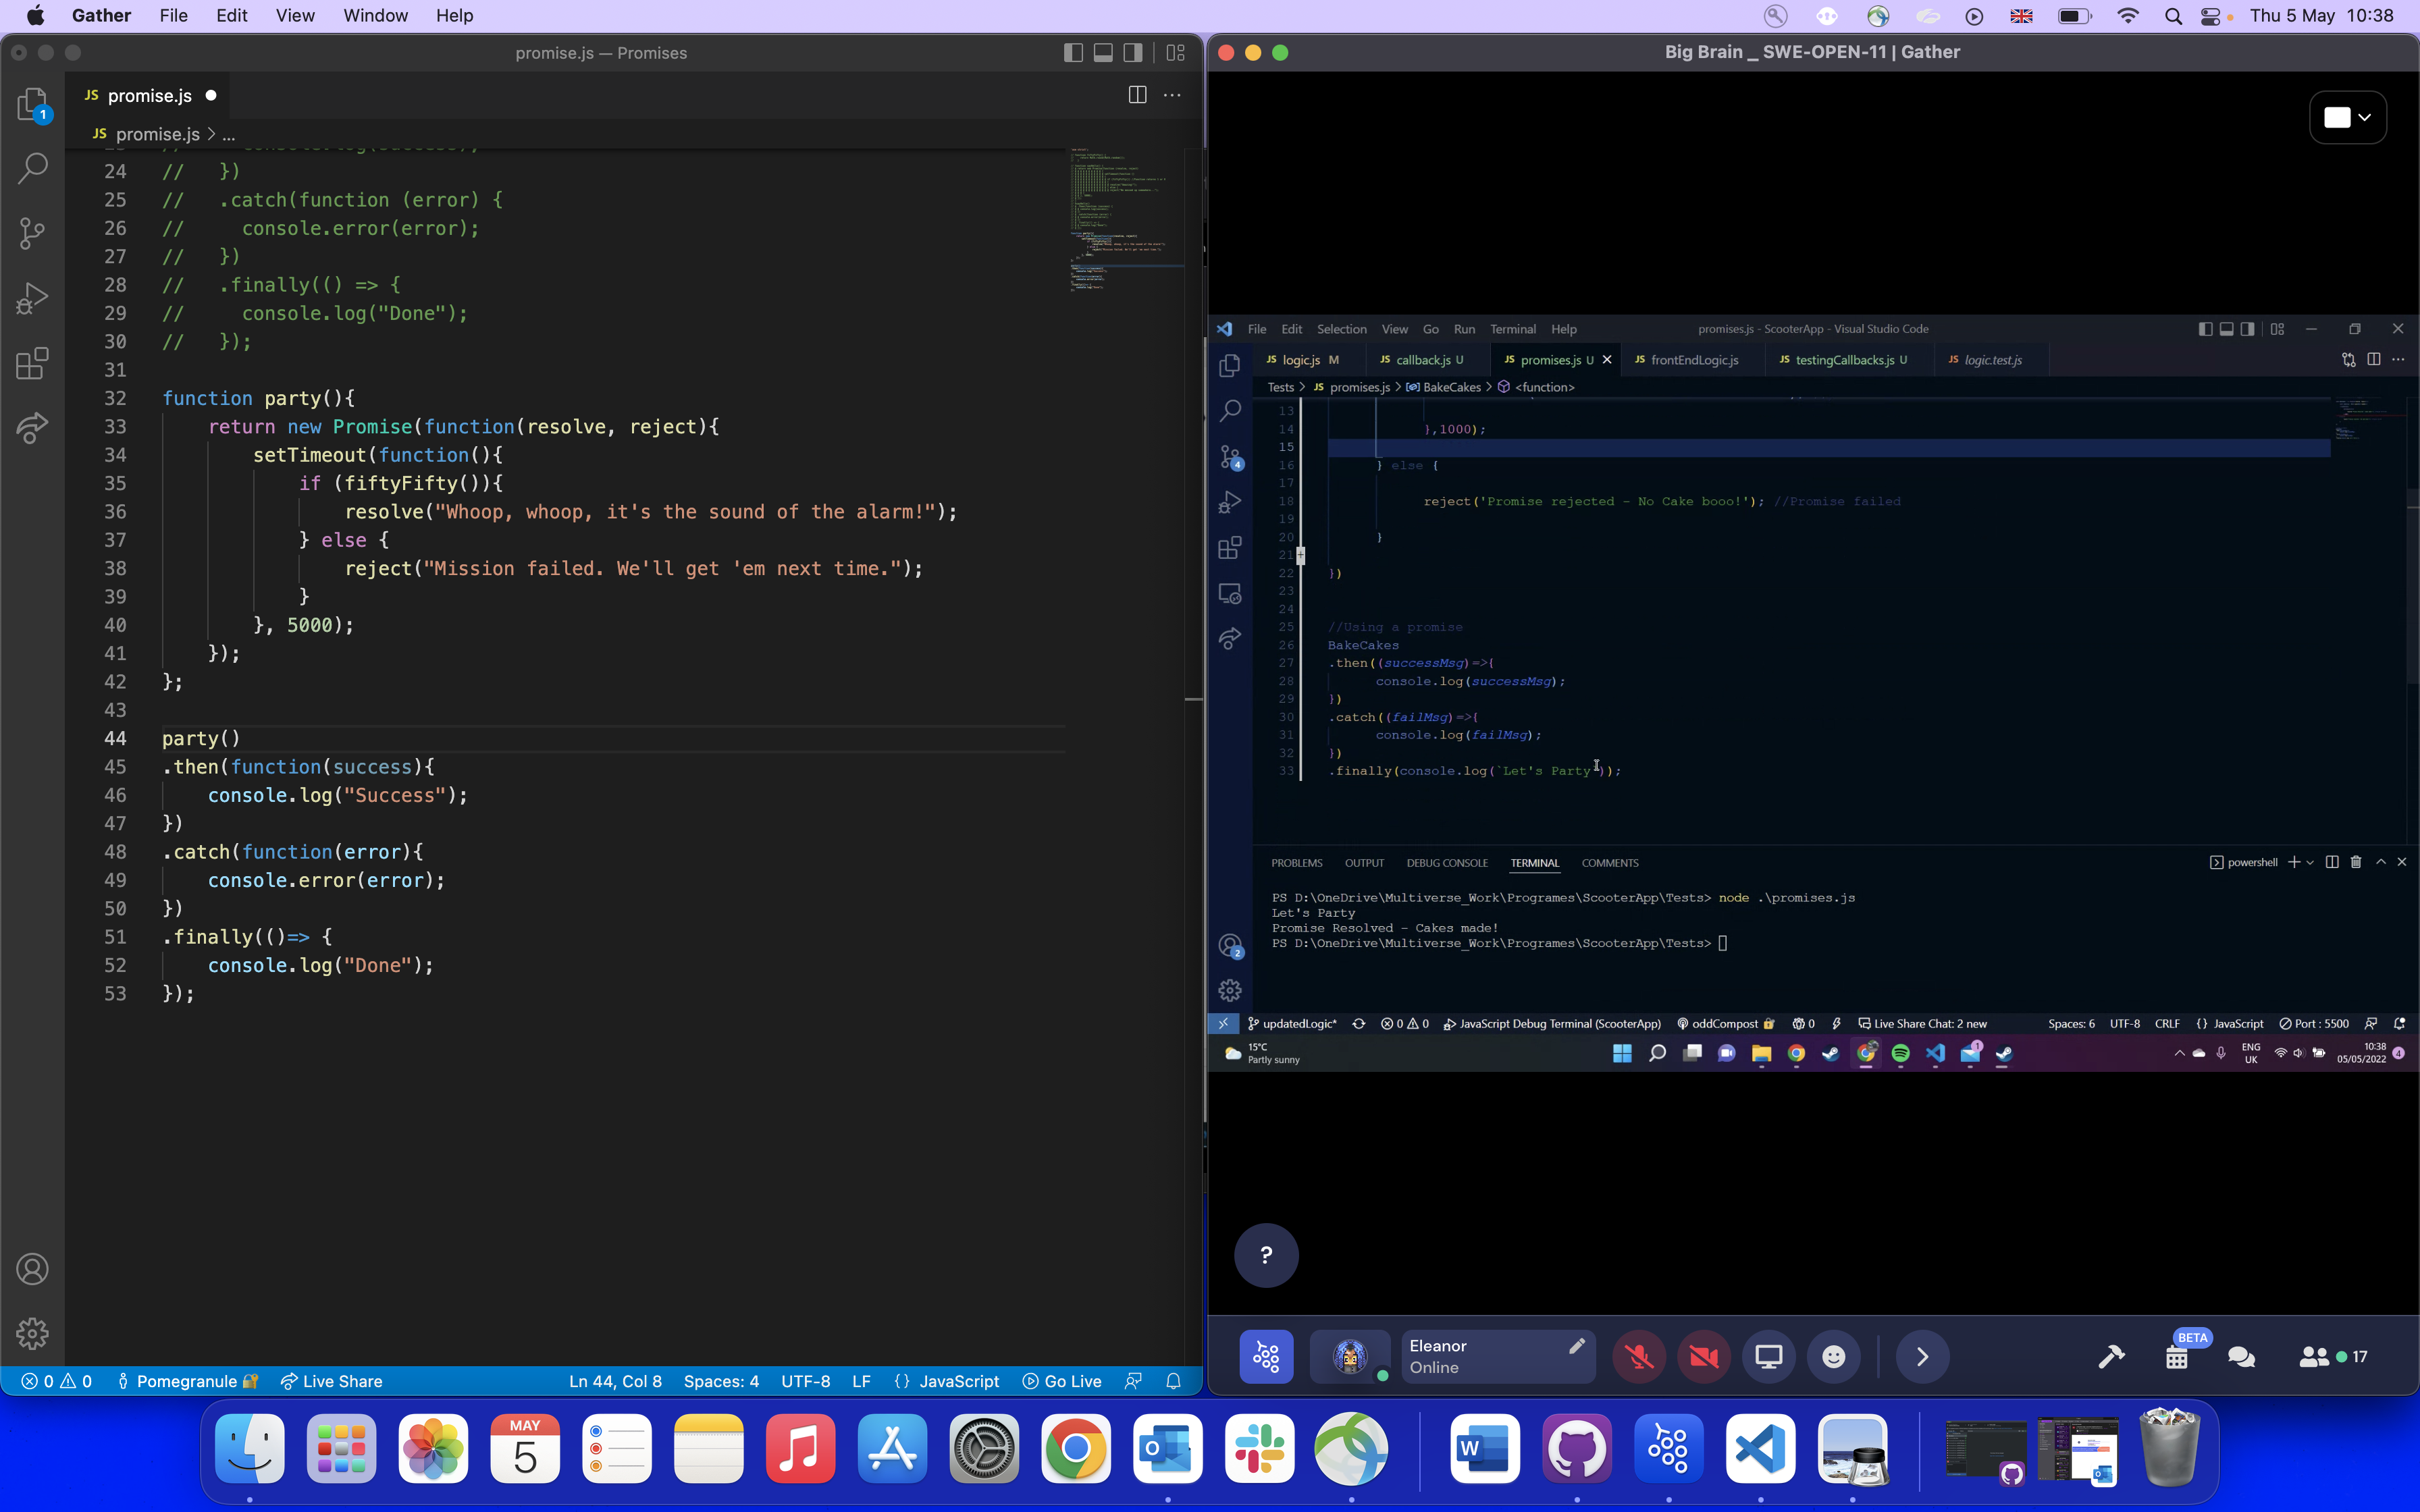 Gather File Edit View Window Help
Thu 5 May 10:38
promise.js — Promises
JS promise.js
1
JS promise.js > ...
24 //   })
25 //   .catch(function (error) {
26 //     console.error(error);
27 //   })
28 //   .finally(() => {
29 //     console.log("Done");
30 //   });
31
32 function party(){
33     return new Promise(function(resolve, reject){
34         setTimeout(function(){
35             if (fiftyFifty()){
36                 resolve("Whoop, whoop, it's the sound of the alarm!");
37             } else {
38                 reject("Mission failed. We'll get 'em next time.");
39             }
40         }, 5000);
41     });
42 };
43
44 party()
45 .then(function(success){
46     console.log("Success");
47 })
48 .catch(function(error){
49     console.error(error);
50 })
51 .finally(()=> {
52     console.log("Done");
53 });
0 0 Pomegranule Live Share Ln 44, Col 8 Spaces: 4 UTF-8 LF {} JavaScript Go Live
Big Brain _ SWE-OPEN-11 | Gather
File Edit Selection View Go Run Terminal Help
promises.js - ScooterApp - Visual Studio Code
JS logic.js M JS callback.js U JS promises.js U JS frontEndLogic.js JS testingCallbacks.js U JS logic.test.js
Tests > JS promises.js > BakeCakes > <function>
4
13
14 },1000);
15
16 } else {
17
18 reject('Promise rejected - No Cake booo!'); //Promise failed
19
20 }
21
22 })
23
24
25 //Using a promise
26 BakeCakes
27 .then((successMsg)=>{
28 console.log(successMsg);
29 })
30 .catch((failMsg)=>{
31 console.log(failMsg);
32 })
33 .finally(console.log(`Let's Party`));
PROBLEMS OUTPUT DEBUG CONSOLE TERMINAL COMMENTS
powershell
PS D:\OneDrive\Multiverse_Work\Programes\ScooterApp\Tests> node .\promises.js
Let's Party
Promise Resolved - Cakes made!
PS D:\OneDrive\Multiverse_Work\Programes\ScooterApp\Tests>
2
updatedLogic* 0 0 JavaScript Debug Terminal (ScooterApp) oddCompost 0 Live Share Chat: 2 new Spaces: 6 UTF-8 CRLF {} JavaScript Port : 5500
15°C
Partly sunny
1
ENG
UK
10:38
05/05/2022
4
?
Eleanor
Online
BETA
17
MAY
5
O
W